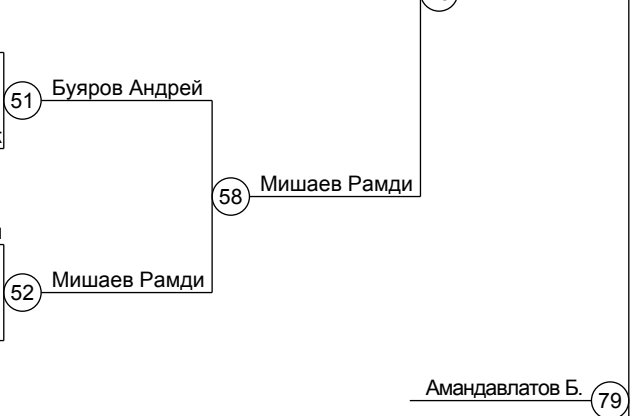 51 Буяров Андрей
58 Мишаев Рамди
52 Мишаев Рамди
Амандавлатов Б. 79